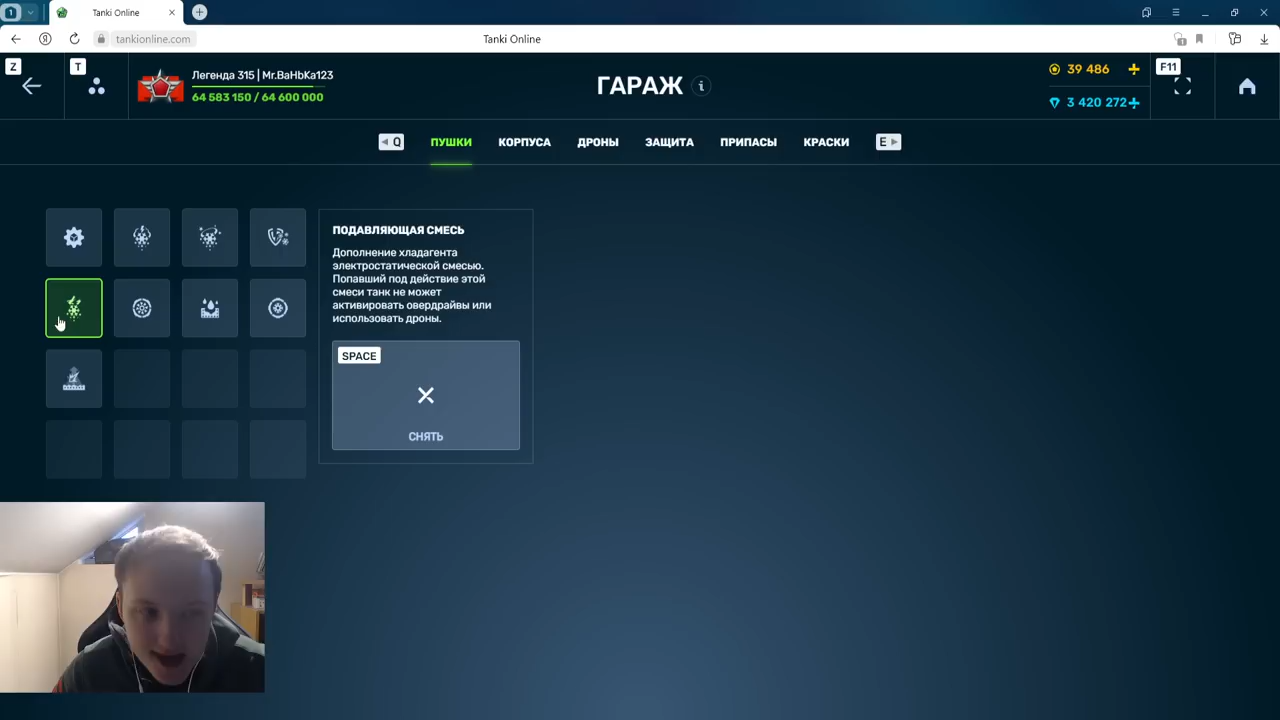 1
Tanki Online
tankionline.com
Tanki Online
Z
T
Легенда 315 | Mr.BaHbKa123
64 583 150 / 64 600 000
ГАРАЖ
39 486
3 420 272
F11
Q
ПУШКИ
КОРПУСА
ДРОНЫ
ЗАЩИТА
ПРИПАСЫ
КРАСКИ
E
ПОДАВЛЯЮЩАЯ СМЕСЬ
Дополнение хладагента
электростатической смесью.
Попавший под действие этой
смеси танк не может
активировать овердрайвы или
использовать дроны.
SPACE
СНЯТЬ